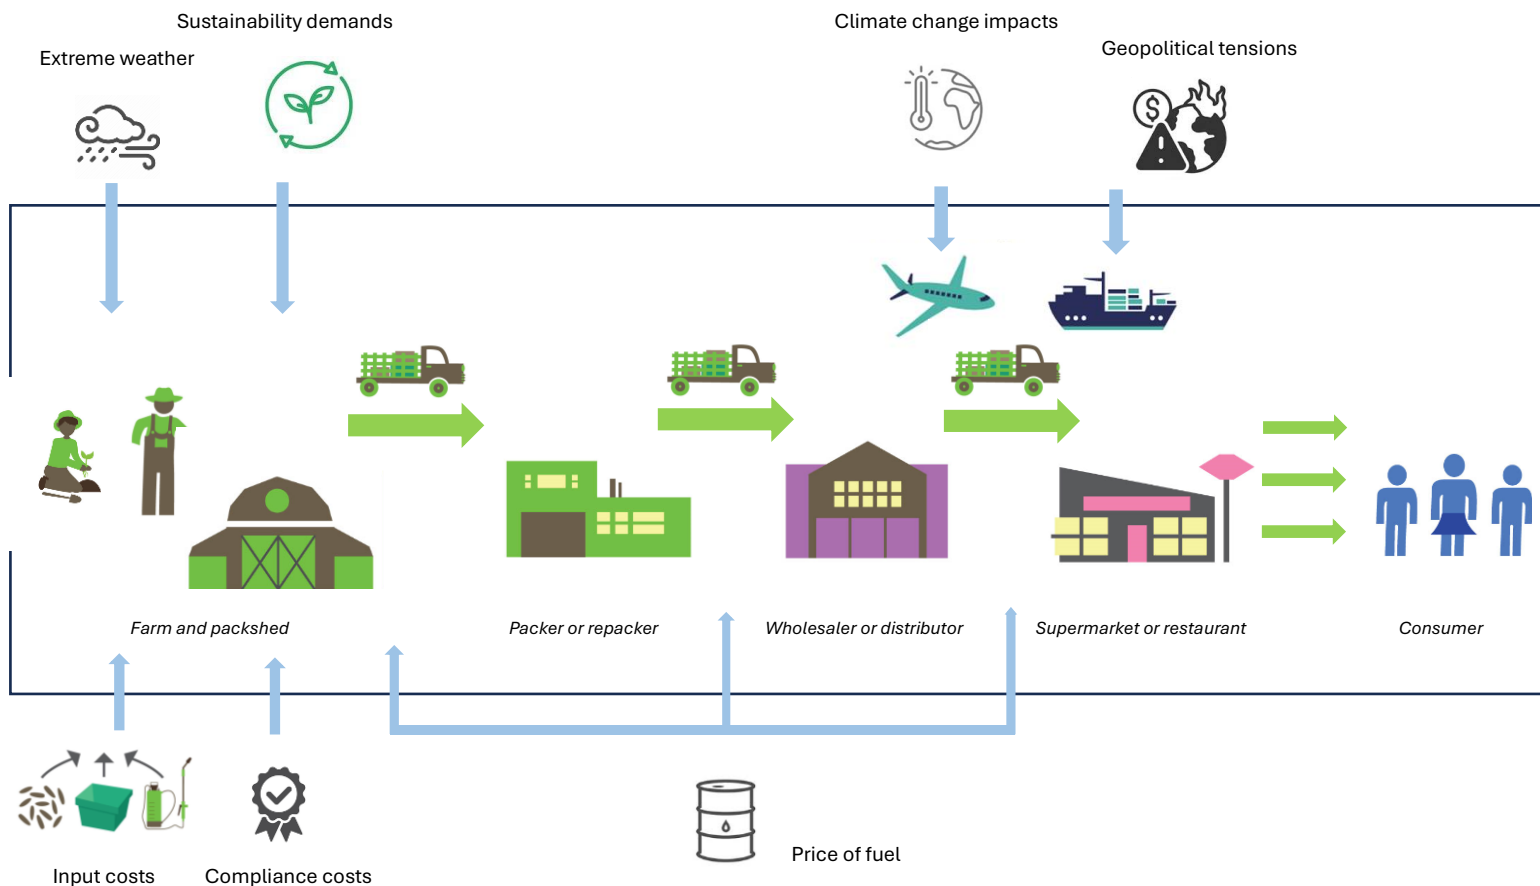 Sustainability demands
Climate change impacts
Extreme weather
Geopolitical tensions
$
Farm and packshed
Packer or repacker
Wholesaler or distributor
Supermarket or restaurant
Consumer
Price of fuel
Input costs
Compliance costs